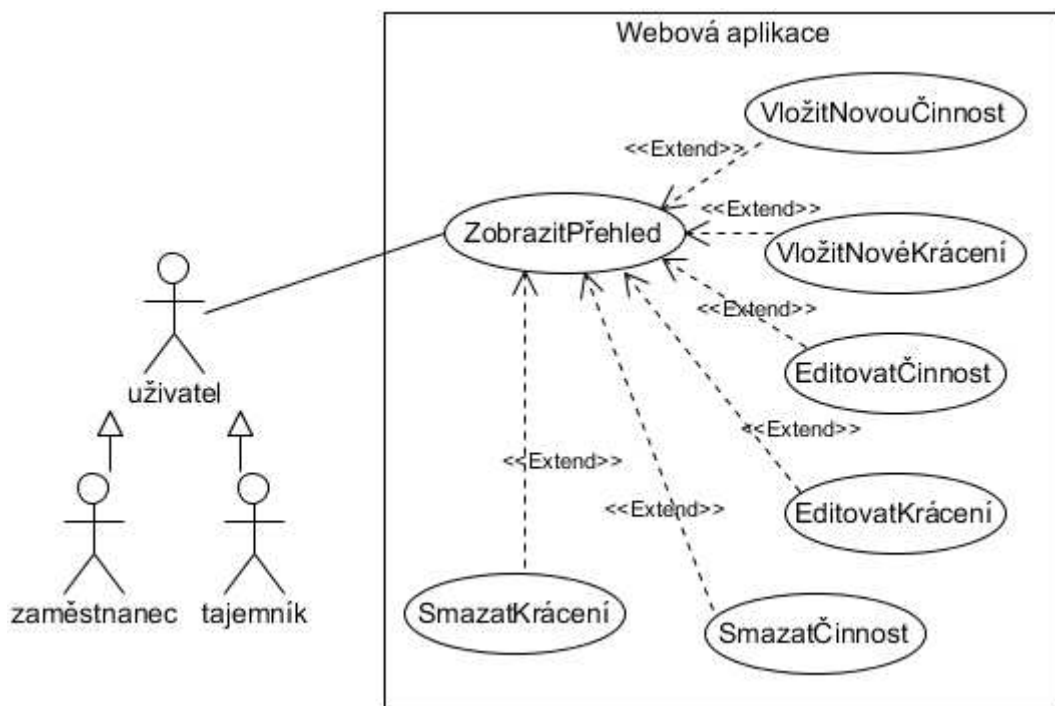 Webová aplikace
VložitNovouČinnost
<<Extend>>
<<Extend>>
ZobrazitPřehled
VložitNovéKrácení
<<Extend>>
EditovatČinnost
uživatel
<<Extend>>
<<Extend>>
<<Extend>>
EditovatKrácení
zaměstnanec
tajemník
SmazatKrácení
SmazatČinnost